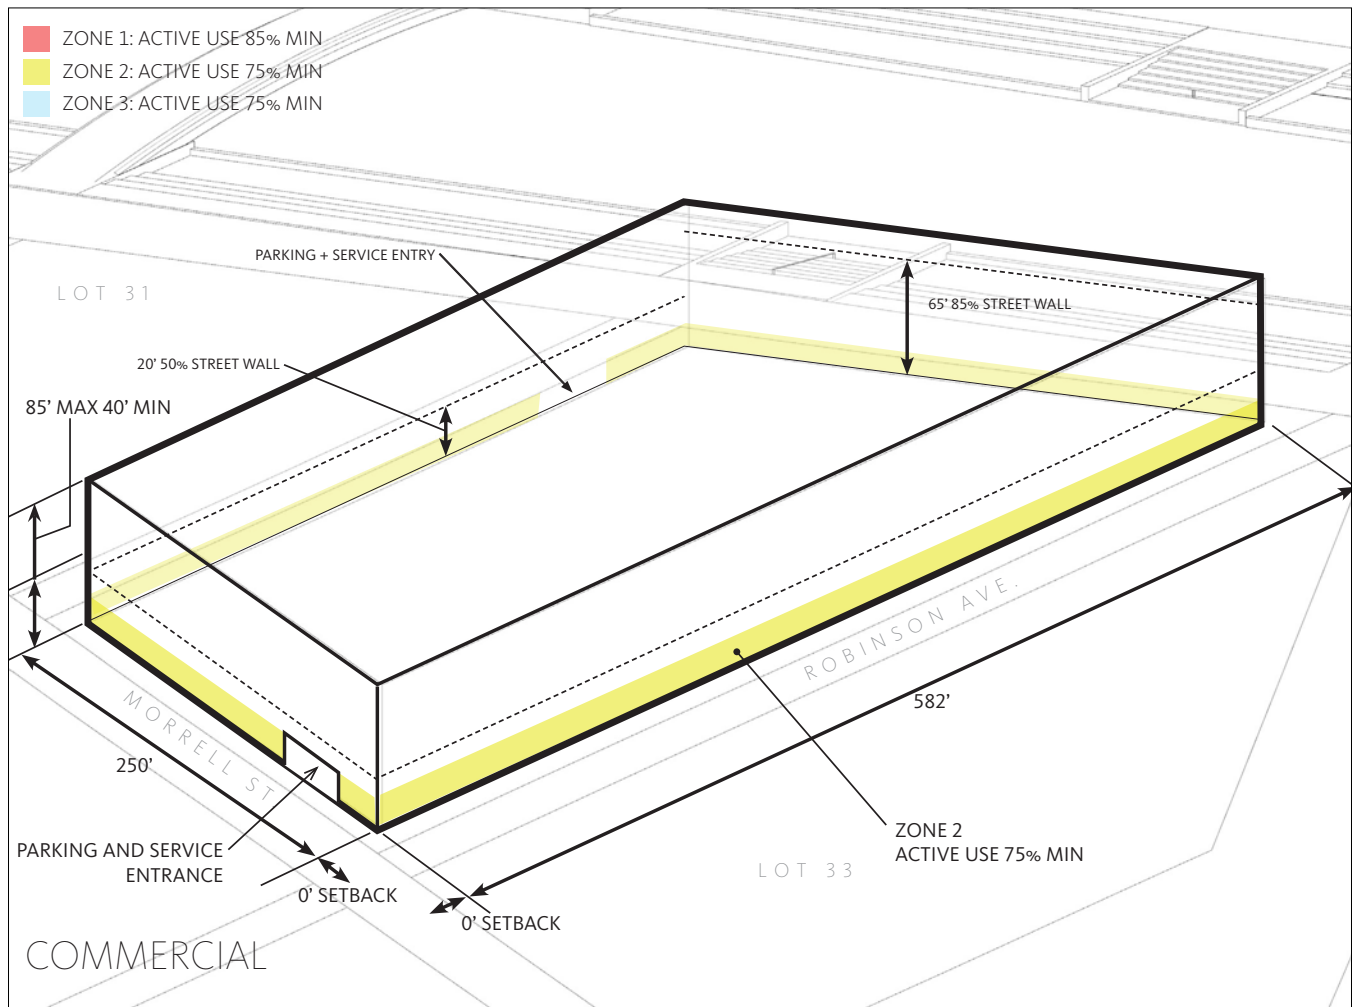 ZONE 1: ACTIVE USE 85% MIN
ZONE 2: ACTIVE USE 75% MIN
ZONE 3: ACTIVE USE 75% MIN
PARKING + SERVICE ENTRY
LOT 31
65' 85% STREET WALL
20' 50% STREET WALL
85' MAX 40' MIN
ROBINSON AVE.
582'
MORRELL ST
250'
ZONE 2
ACTIVE USE 75% MIN
PARKING AND SERVICE
ENTRANCE
LOT 33
0' SETBACK
0' SETBACK
COMMERCIAL